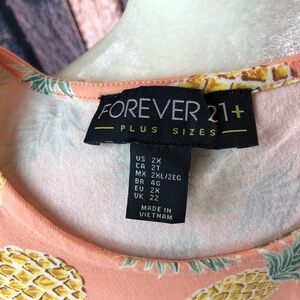 FOREVER 21+
PLUS SIZES
US 2X
CA 21
MX 2XL/2EG
BR 4G
EU 2X
UK 22
MADE IN
VIETNAM